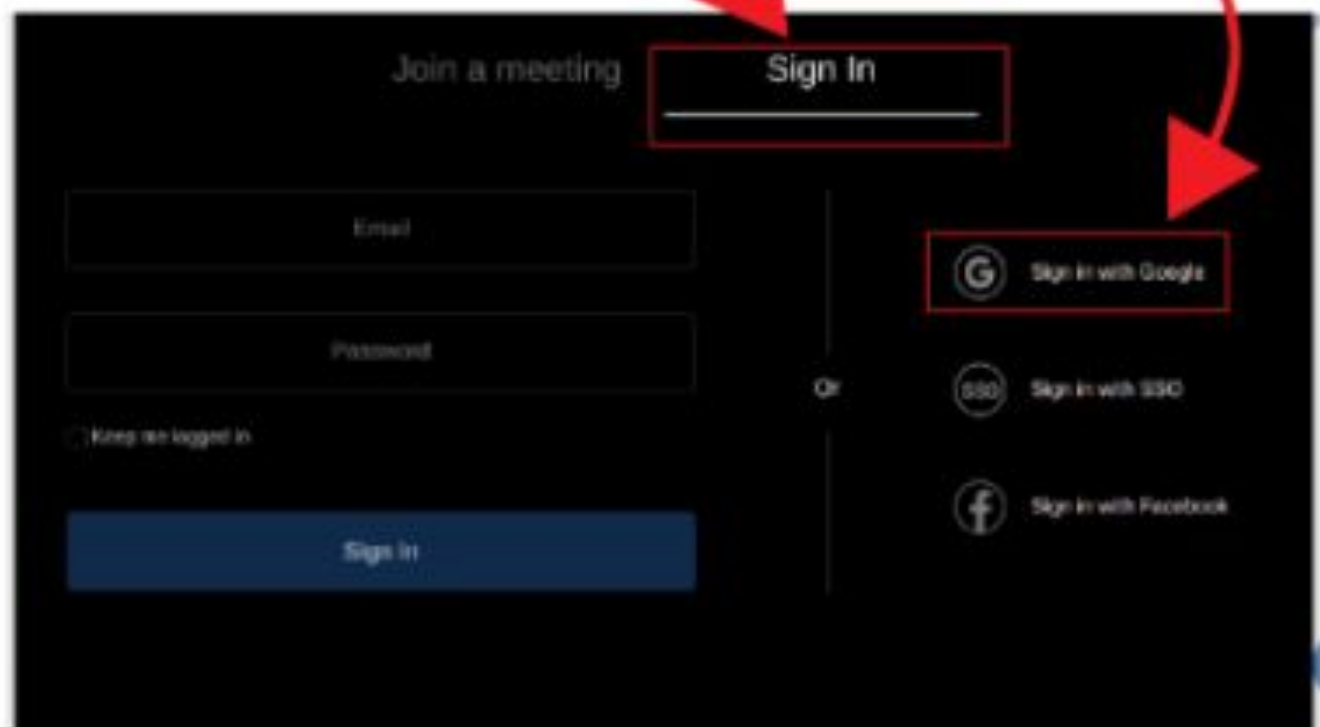 Join a meeting
Sign In
Email
Password
Keep me logged in
Sign In
Or
G
Sign in with Google
SSO
Sign in with SSO
f
Sign in with Facebook